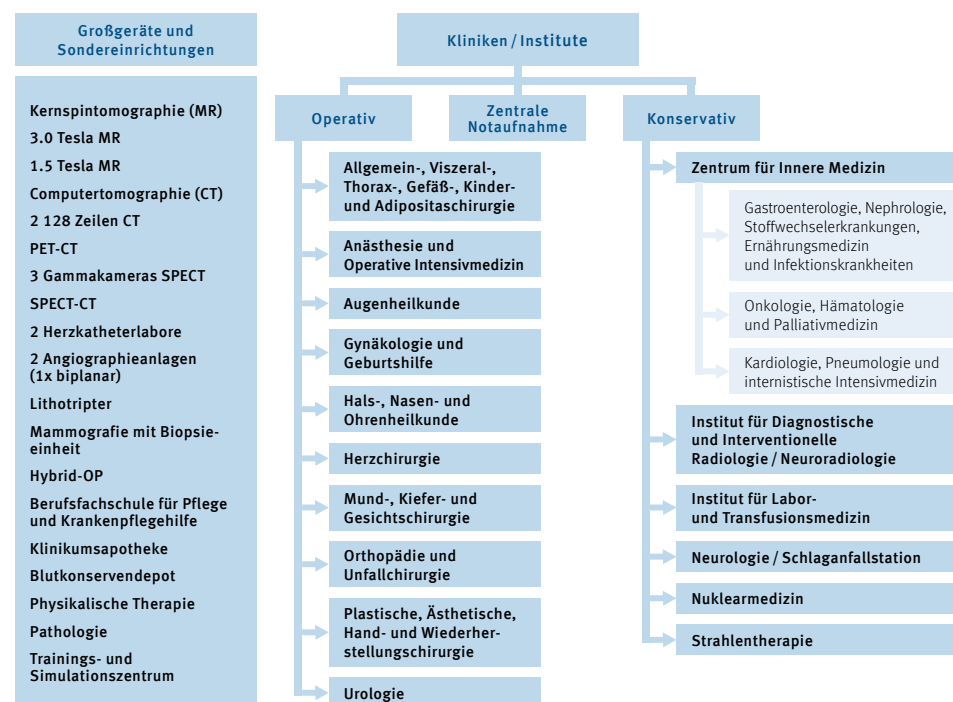 Großgeräte und
Sondereinrichtungen
Kernspintomographie (MR)
3.0 Tesla MR
1.5 Tesla MR
Computertomographie (CT)
2 128 Zeilen CT
PET-CT
3 Gammakameras SPECT
SPECT-CT
2 Herzkatheterlabore
2 Angiographieanlagen
(1x biplanar)
Lithotripter
Mammografie mit Biopsie-
einheit
Hybrid-OP
Berufsfachschule für Pflege
und Krankenpflegehilfe
Klinikumsapotheke
Blutkonservendepot
Physikalische Therapie
Pathologie
Trainings- und
Simulationszentrum
Kliniken / Institute
Operativ
Allgemein-, Viszeral-,
Thorax-, Gefäß-, Kinder-
und Adipositaschirurgie
Anästhesie und
Operative Intensivmedizin
Augenheilkunde
Gynäkologie und
Geburtshilfe
Hals-, Nasen- und
Ohrenheilkunde
Herzchirurgie
Mund-, Kiefer- und
Gesichtschirurgie
Orthopädie und
Unfallchirurgie
Plastische, Ästhetische,
Hand- und Wiederher-
stellungschirurgie
Urologie
Zentrale
Notaufnahme
Konservativ
Zentrum für Innere Medizin
Gastroenterologie, Nephrologie,
Stoffwechselerkrankungen,
Ernährungsmedizin
und Infektionskrankheiten
Onkologie, Hämatologie
und Palliativmedizin
Kardiologie, Pneumologie und
internistische Intensivmedizin
Institut für Diagnostische
und Interventionelle
Radiologie / Neuroradiologie
Institut für Labor-
und Transfusionsmedizin
Neurologie / Schlaganfallstation
Nuklearmedizin
Strahlentherapie